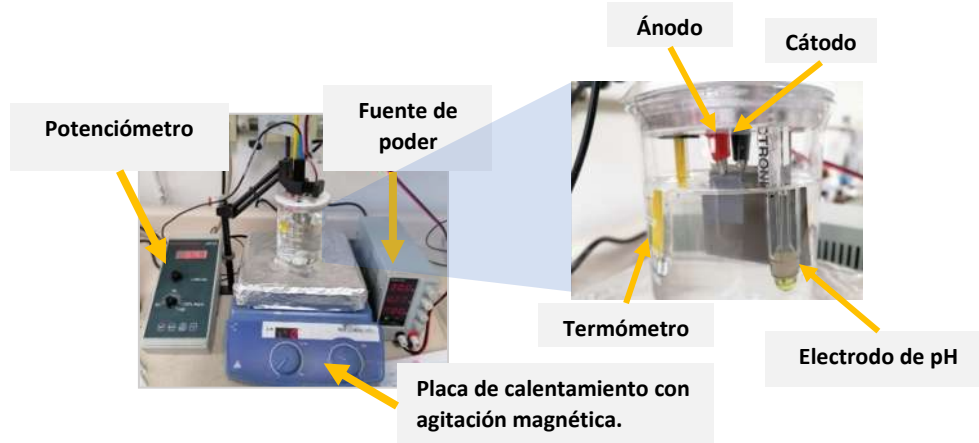 Ánodo
Cátodo
Potenciómetro
Fuente de
poder
Termómetro
Electrodo de pH
Placa de calentamiento con
agitación magnética.